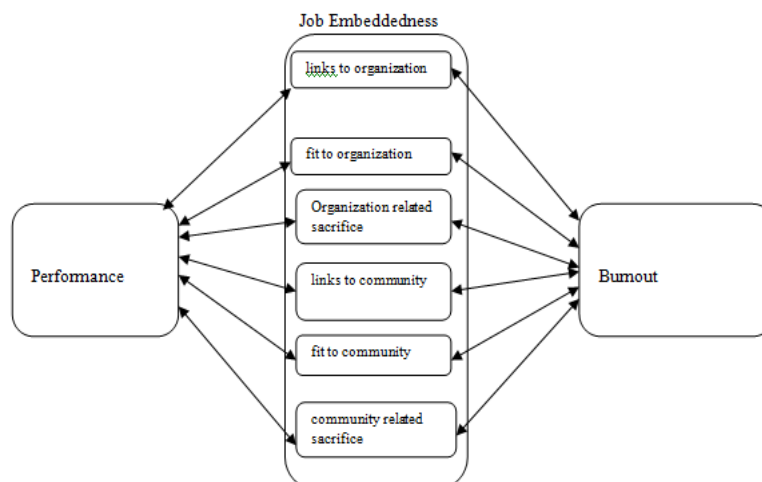 Job Embeddedness
links to organization
fit to organization
Organization related
sacrifice
links to community
Performance
Burnout
fit to community
community related
sacrifice